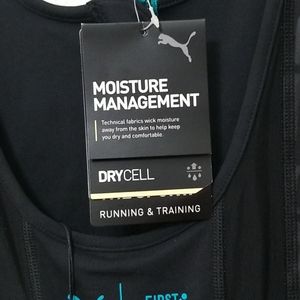 MOISTURE
MANAGEMENT
Technical fabrics wick moisture
away from the skin to help keep
you dry and comfortable.
DRYCELL
RUNNING & TRAINING
FIRST